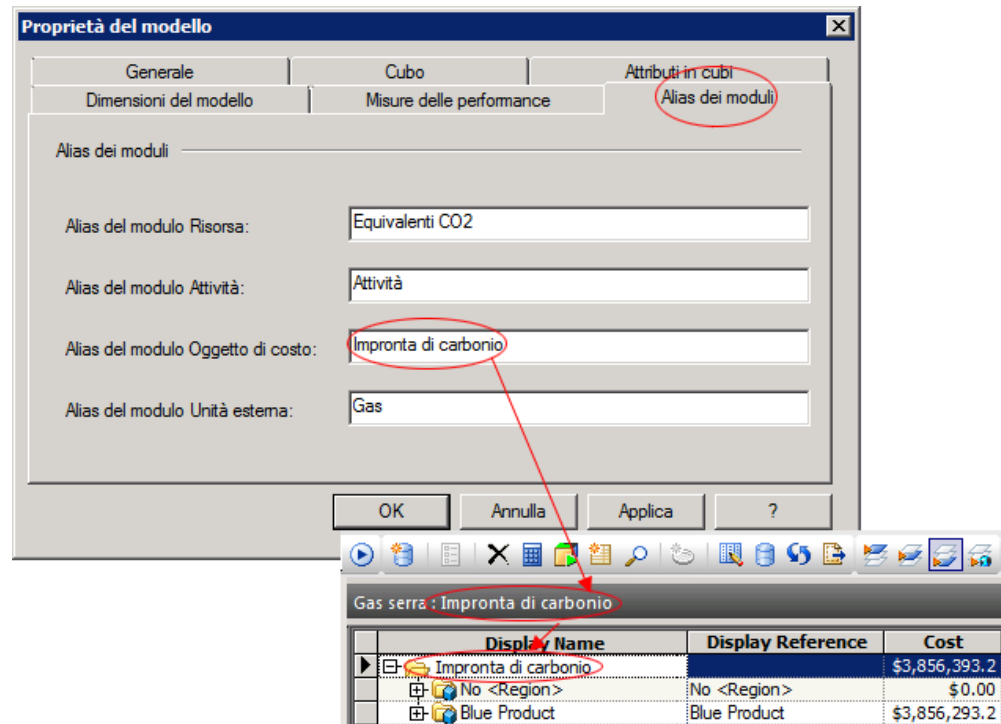 Proprietà del modello
Generale Cubo Attributi in cubi
Dimensioni del modello Misure delle performance Alias dei moduli
Alias dei moduli
Alias del modulo Risorsa: Equivalenti CO2
Alias del modulo Attività: Attività
Alias del modulo Oggetto di costo: Impronta di carbonio
Alias del modulo Unità esterna: Gas
OK Annulla Applica ?
Gas serra : Impronta di carbonio
Display Name Display Reference Cost
Impronta di carbonio $3,856,393.2
No <Region> No <Region> $0.00
Blue Product Blue Product $3,856,293.2